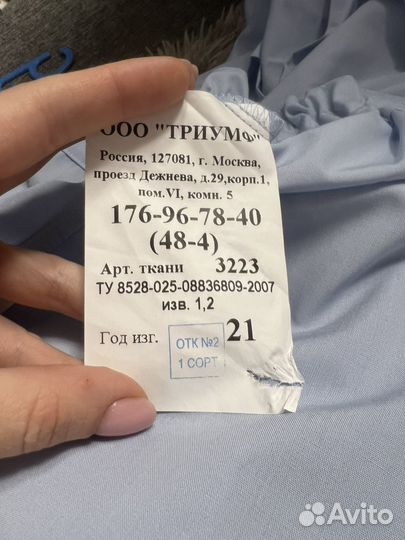 ООО "ТРИУМФ"
Россия, 127081, г. Москва,
проезд Дежнева, д.29,корп.1,
пом.VI, комн. 5
176-96-78-40
(48-4)
Арт. ткани 3223
ТУ 8528-025-08836809-2007
изв. 1,2
Год изг. 21
ОТК №2
1 СОРТ
Avito